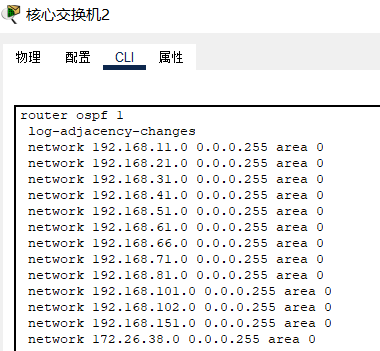 核心交换机2
物理 配置 CLI 属性
router ospf 1
log-adjacency-changes
network 192.168.11.0 0.0.0.255 area 0
network 192.168.21.0 0.0.0.255 area 0
network 192.168.31.0 0.0.0.255 area 0
network 192.168.41.0 0.0.0.255 area 0
network 192.168.51.0 0.0.0.255 area 0
network 192.168.61.0 0.0.0.255 area 0
network 192.168.66.0 0.0.0.255 area 0
network 192.168.71.0 0.0.0.255 area 0
network 192.168.81.0 0.0.0.255 area 0
network 192.168.101.0 0.0.0.255 area 0
network 192.168.102.0 0.0.0.255 area 0
network 192.168.151.0 0.0.0.255 area 0
network 172.26.38.0 0.0.0.255 area 0